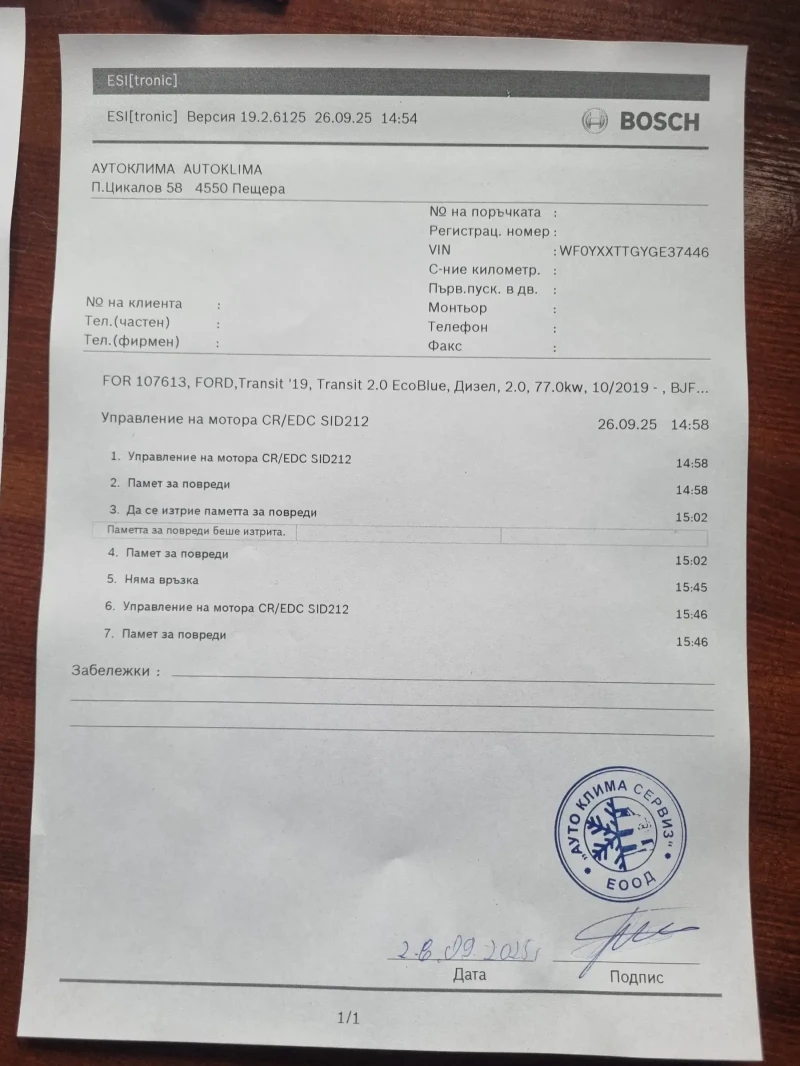 ESI[tronic]
ESI[tronic] Версия 19.2.6125 26.09.25 14:54
BOSCH
АУТОКЛИМА AUTOKLIMA
П.Цикалов 58 4550 Пещера
№ на поръчката :
Регистрац. номер :
VIN : WF0YXXTTGYGE37446
С-ние километр. :
Първ.пуск. в дв. :
№ на клиента : Монтьор :
Тел.(частен) : Телефон :
Тел.(фирмен) : Факс :
FOR 107613, FORD,Transit '19, Transit 2.0 EcoBlue, Дизел, 2.0, 77.0kw, 10/2019 - , BJF...
Управление на мотора CR/EDC SID212 26.09.25 14:58
1. Управление на мотора CR/EDC SID212 14:58
2. Памет за повреди 14:58
3. Да се изтрие паметта за повреди 15:02
Паметта за повреди беше изтрита.
4. Памет за повреди 15:02
5. Няма връзка 15:45
6. Управление на мотора CR/EDC SID212 15:46
7. Памет за повреди 15:46
Забележки :
"АУТО КЛИМА СЕРВИЗ"
ЕООД
26.09.2025
Дата Подпис
1/1